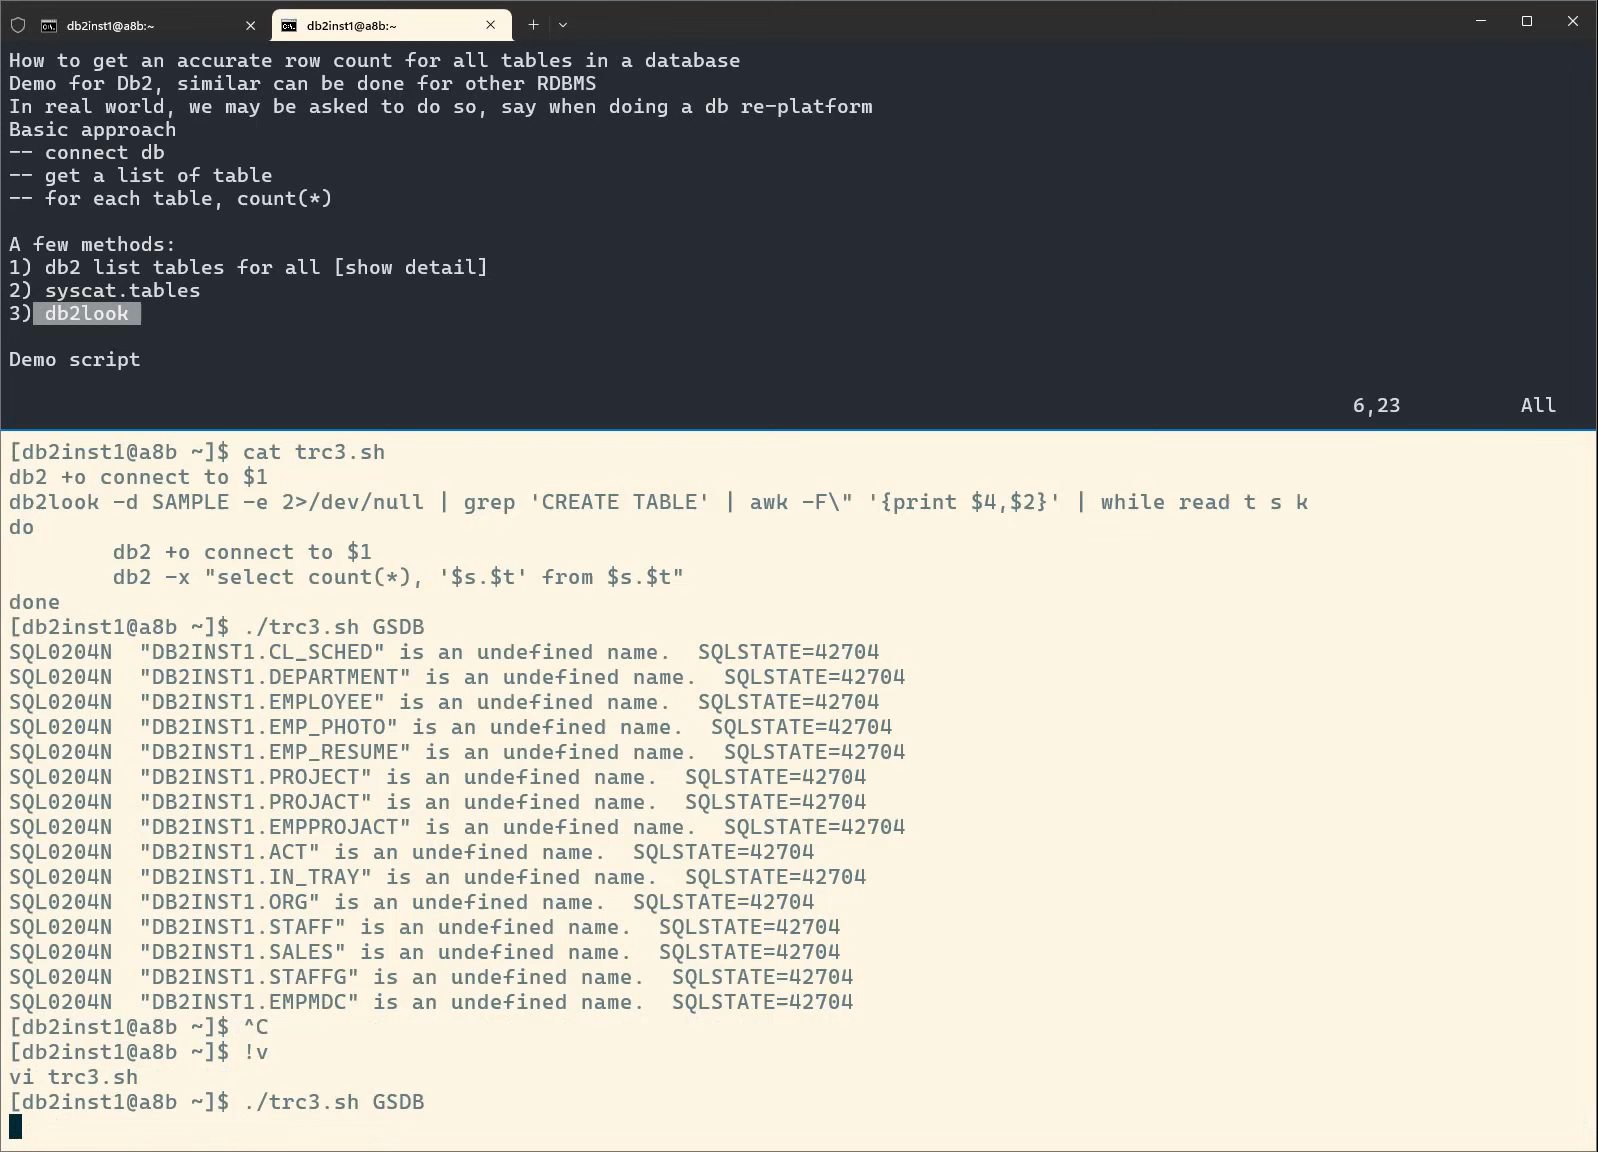 db2inst1@a8b:~
db2inst1@a8b:~
How to get an accurate row count for all tables in a database
Demo for Db2, similar can be done for other RDBMS
In real world, we may be asked to do so, say when doing a db re-platform
Basic approach
-- connect db
-- get a list of table
-- for each table, count(*)
A few methods:
1) db2 list tables for all [show detail]
2) syscat.tables
3) db2look
Demo script
6,23 All
[db2inst1@a8b ~]$ cat trc3.sh
db2 +o connect to $1
db2look -d SAMPLE -e 2>/dev/null | grep 'CREATE TABLE' | awk -F\" '{print $4,$2}' | while read t s k
do
db2 +o connect to $1
db2 -x "select count(*), '$s.$t' from $s.$t"
done
[db2inst1@a8b ~]$ ./trc3.sh GSDB
SQL0204N "DB2INST1.CL_SCHED" is an undefined name. SQLSTATE=42704
SQL0204N "DB2INST1.DEPARTMENT" is an undefined name. SQLSTATE=42704
SQL0204N "DB2INST1.EMPLOYEE" is an undefined name. SQLSTATE=42704
SQL0204N "DB2INST1.EMP_PHOTO" is an undefined name. SQLSTATE=42704
SQL0204N "DB2INST1.EMP_RESUME" is an undefined name. SQLSTATE=42704
SQL0204N "DB2INST1.PROJECT" is an undefined name. SQLSTATE=42704
SQL0204N "DB2INST1.PROJACT" is an undefined name. SQLSTATE=42704
SQL0204N "DB2INST1.EMPPROJACT" is an undefined name. SQLSTATE=42704
SQL0204N "DB2INST1.ACT" is an undefined name. SQLSTATE=42704
SQL0204N "DB2INST1.IN_TRAY" is an undefined name. SQLSTATE=42704
SQL0204N "DB2INST1.ORG" is an undefined name. SQLSTATE=42704
SQL0204N "DB2INST1.STAFF" is an undefined name. SQLSTATE=42704
SQL0204N "DB2INST1.SALES" is an undefined name. SQLSTATE=42704
SQL0204N "DB2INST1.STAFFG" is an undefined name. SQLSTATE=42704
SQL0204N "DB2INST1.EMPMDC" is an undefined name. SQLSTATE=42704
[db2inst1@a8b ~]$ ^C
[db2inst1@a8b ~]$ !v
vi trc3.sh
[db2inst1@a8b ~]$ ./trc3.sh GSDB